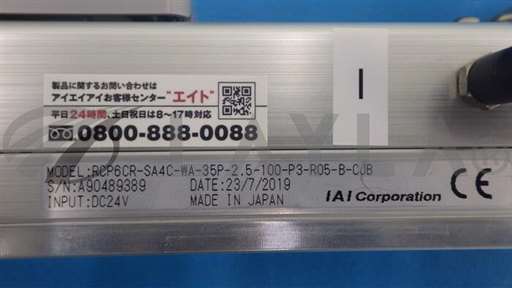 製品に関するお問い合わせは
アイエイアイお客様センター"エイト"
平日24時間、土日祝日は8～17時対応
0800-888-0088
I
MODEL:RCP6CR-SA4C-WA-35P-2.5-100-P3-R05-B-CJB
S/N:A90489389 DATE:23/7/2019
INPUT:DC24V MADE IN JAPAN
IAI Corporation CE